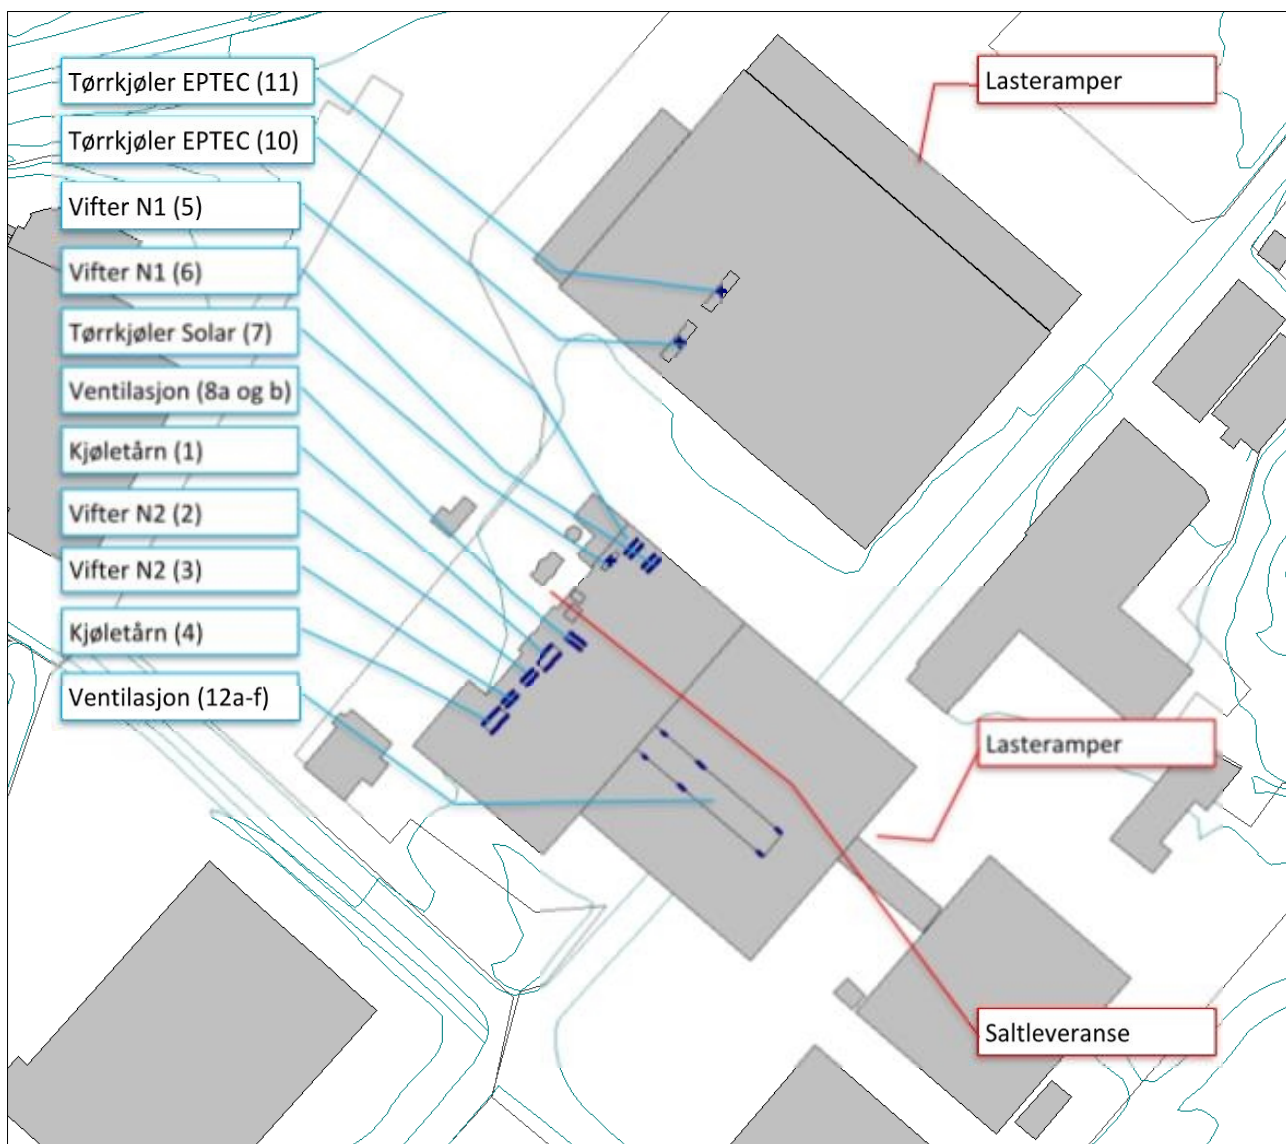 Tørrkjøler EPTEC (11)
Lasteramper
Tørrkjøler EPTEC (10)
Vifter N1 (5)
Vifter N1 (6)
Tørrkjøler Solar (7)
Ventilasjon (8a og b)
Kjøletårn (1)
Vifter N2 (2)
Vifter N2 (3)
Kjøletårn (4)
Ventilasjon (12a-f)
Lasteramper
Saltleveranse